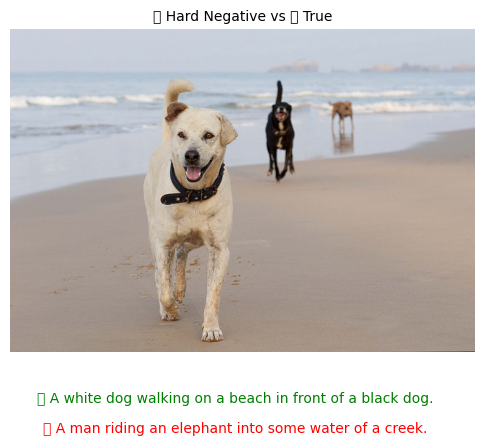 ▯ Hard Negative vs ▯ True
▯ A white dog walking on a beach in front of a black dog.
▯ A man riding an elephant into some water of a creek.